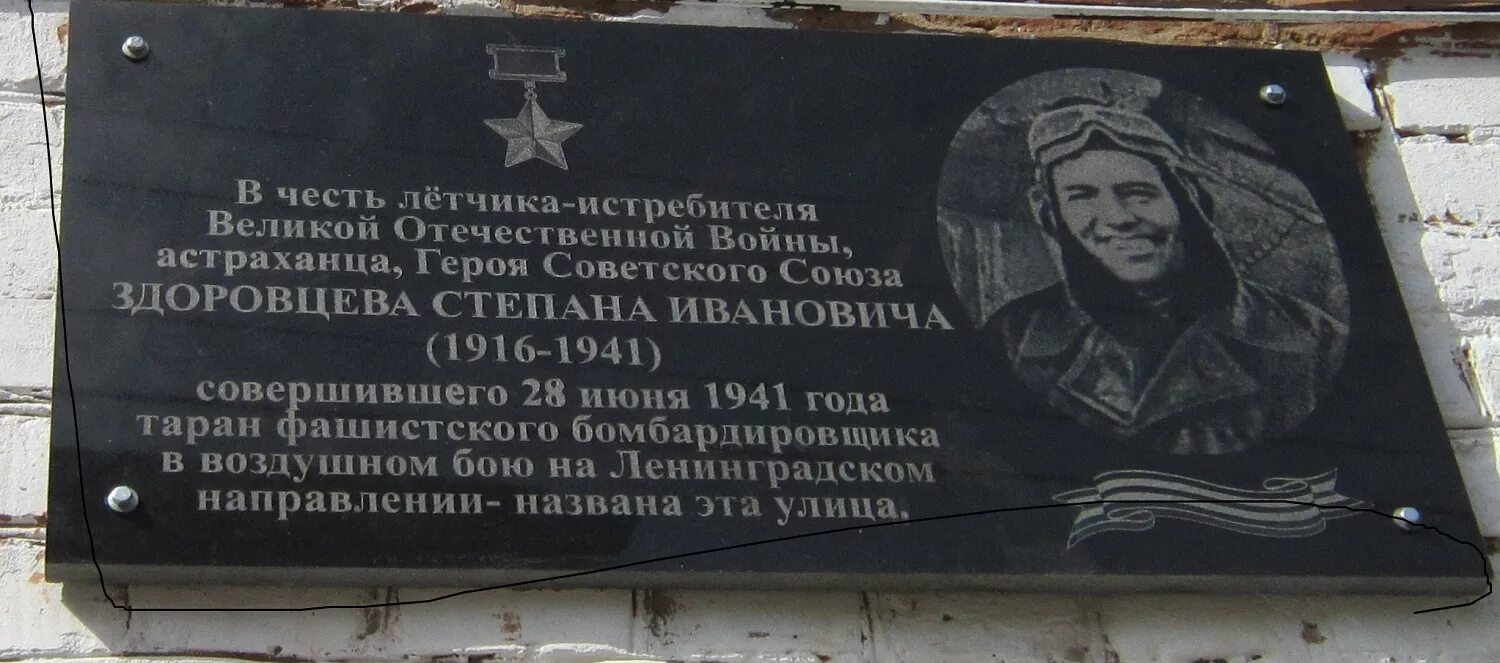 В честь лётчика-истребителя
Великой Отечественной Войны,
астраханца, Героя Советского Союза
ЗДОРОВЦЕВА СТЕПАНА ИВАНОВИЧА
(1916-1941)
совершившего 28 июня 1941 года
таран фашистского бомбардировщика
в воздушном бою на Ленинградском
направлении- названа эта улица.